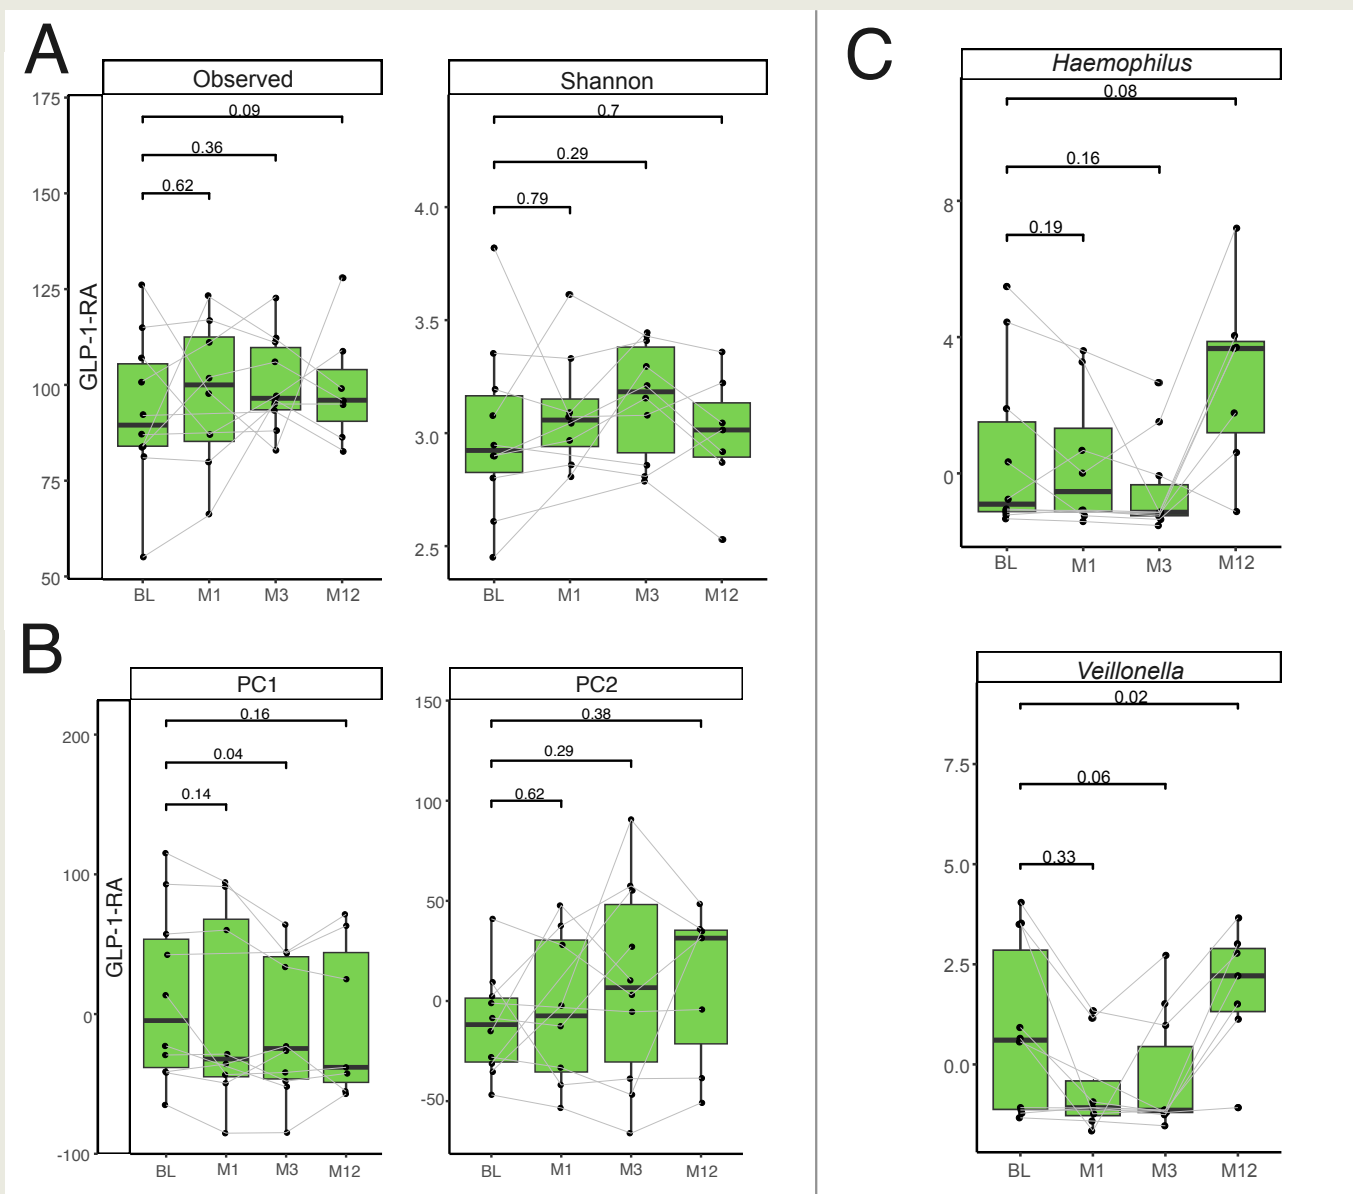 A
Observed
Shannon
GLP-1-RA
175
150
125
100
75
50
0.09
0.36
0.62
BL M1 M3 M12
4.0
3.5
3.0
2.5
0.7
0.29
0.79
BL M1 M3 M12
B
PC1
PC2
GLP-1-RA
200
100
0
-100
0.16
0.04
0.14
BL M1 M3 M12
150
100
50
0
-50
0.38
0.29
0.62
BL M1 M3 M12
C
Haemophilus
8
4
0
0.08
0.16
0.19
BL M1 M3 M12
Veillonella
7.5
5.0
2.5
0.0
0.02
0.06
0.33
BL M1 M3 M12